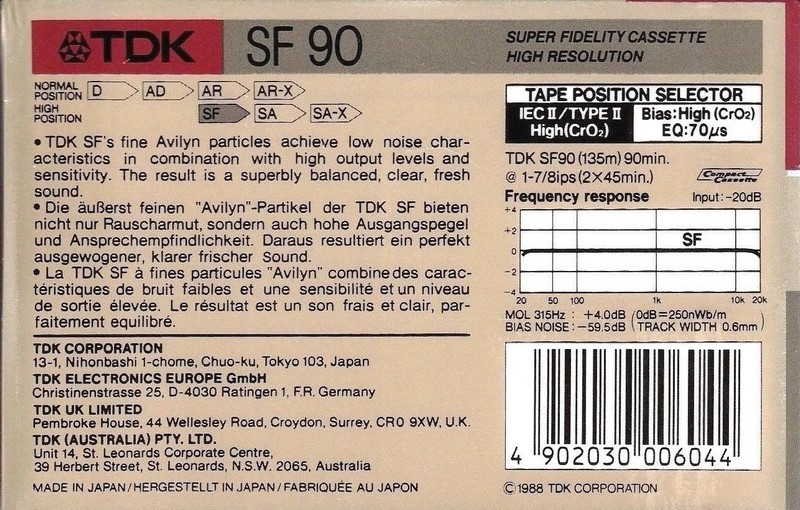 TDK SF 90 SUPER FIDELITY CASSETTE
HIGH RESOLUTION
NORMAL POSITION D AD AR AR-X
HIGH POSITION SF SA SA-X
• TDK SF's fine Avilyn particles achieve low noise char-
acteristics in combination with high output levels and
sensitivity. The result is a superbly balanced, clear, fresh
sound.
• Die äußerst feinen "Avilyn"-Partikel der TDK SF bieten
nicht nur Rauscharmut, sondern auch hohe Ausgangspegel
und Ansprechempfindlichkeit. Daraus resultiert ein perfekt
ausgewogener, klarer frischer Sound.
• La TDK SF à fines particules "Avilyn" combine des carac-
téristiques de bruit faibles et une sensibilité et un niveau
de sortie élevée. Le résultat est un son frais et clair, par-
faitement equilibré.
TDK CORPORATION
13-1, Nihonbashi 1-chome, Chuo-ku, Tokyo 103, Japan
TDK ELECTRONICS EUROPE GmbH
Christinenstrasse 25, D-4030 Ratingen 1, F.R. Germany
TDK UK LIMITED
Pembroke House, 44 Wellesley Road, Croydon, Surrey, CR0 9XW, U.K.
TDK (AUSTRALIA) PTY. LTD.
Unit 14, St. Leonards Corporate Centre,
39 Herbert Street, St. Leonards, N.S.W. 2065, Australia
MADE IN JAPAN/HERGESTELLT IN JAPAN/FABRIQUÉE AU JAPON
TAPE POSITION SELECTOR
IEC II/TYPE II Bias:High (CrO₂)
High(CrO₂) EQ:70μs
TDK SF90 (135m) 90min.
@ 1-7/8ips (2×45min.) Compact Cassette
Frequency response Input:-20dB
+4
+2
SF
0
-2
-4
20 50 100 1k 10k 20k
MOL 315Hz : +4.0dB (0dB=250nWb/m
BIAS NOISE : -59.5dB TRACK WIDTH 0.6mm)
4 902030 006044
©1988 TDK CORPORATION